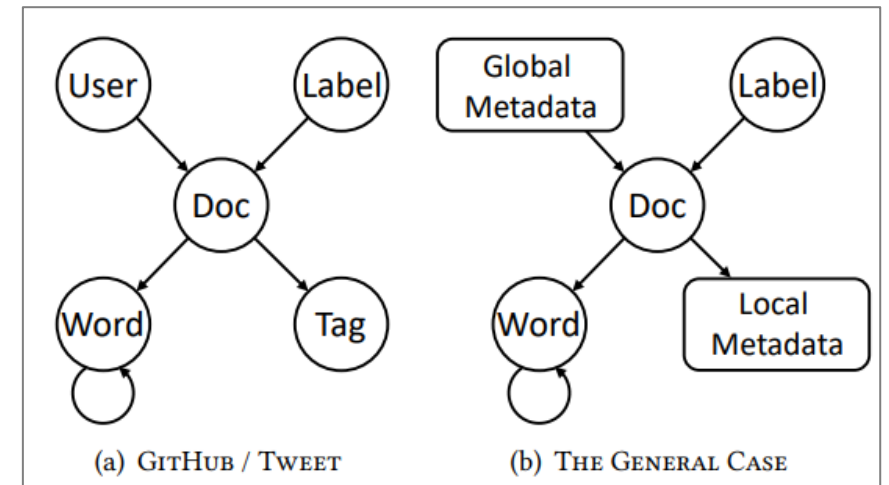 User
Label
Doc
Word
Tag
(a) GITHUB / TWEET
Global
Metadata
Label
Doc
Word
Local
Metadata
(b) THE GENERAL CASE